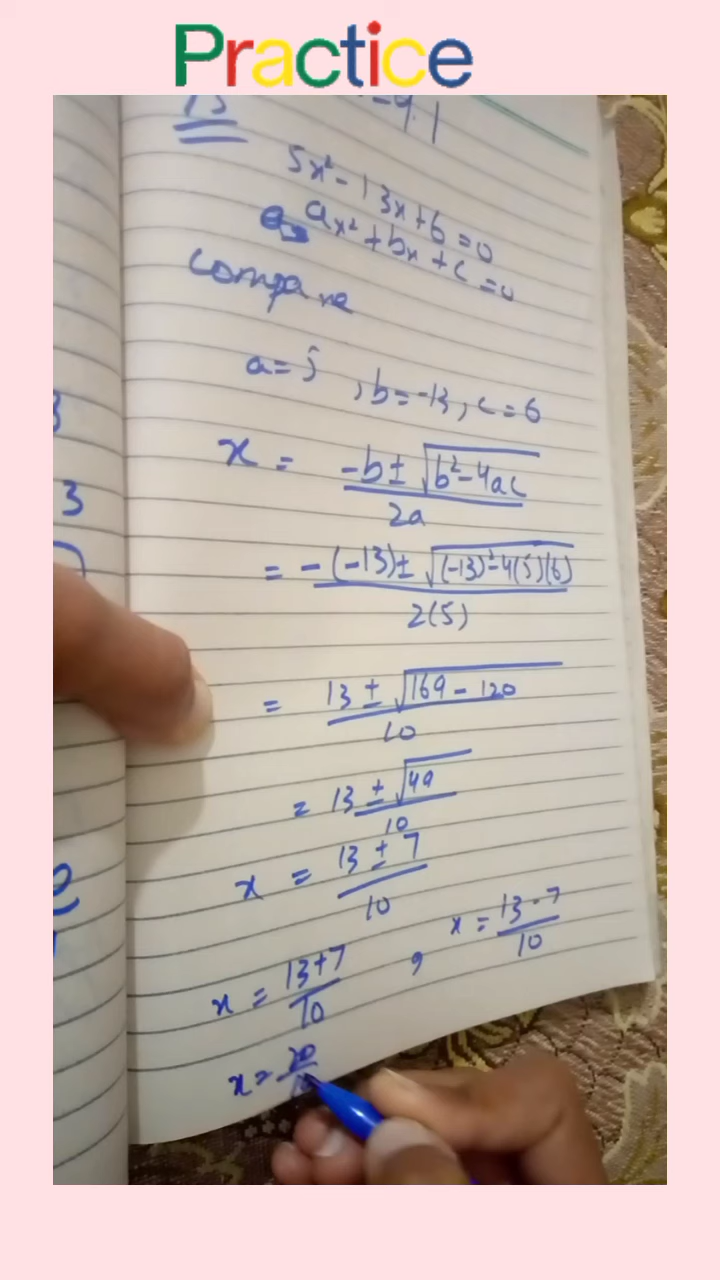 Practice
5x² - 13x + 6 = 0
ax² + bx + c = 0
compare
a = 5 , b = -13 , c = 6
x = -b ± √b² - 4ac
2a
= -(-13) ± √(-13)² - 4(5)(6)
2(5)
= 13 ± √169 - 120
10
= 13 ± √49
10
x = 13 ± 7
10
x = 13 + 7 , x = 13 - 7
10 10
x = 20
3